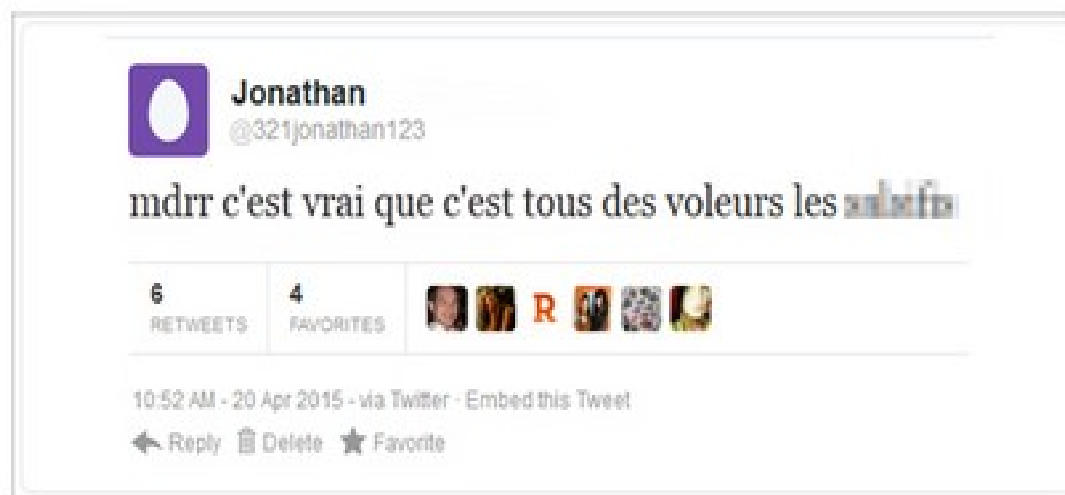 Jonathan
@321jonathan123
mdrr c'est vrai que c'est tous des voleurs les
6
RETWEETS
4
FAVORITES
R
10:52 AM - 20 Apr 2015 - via Twitter · Embed this Tweet
Reply Delete Favorite